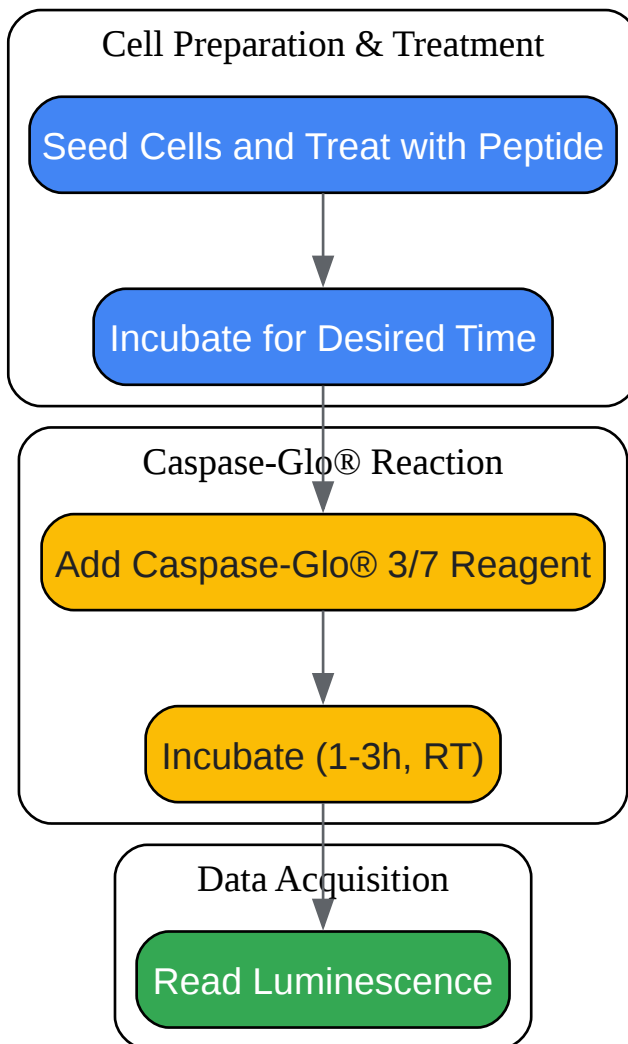 Cell Preparation & Treatment
Seed Cells and Treat with Peptide
Incubate for Desired Time
Caspase-Glo® Reaction
Add Caspase-Glo® 3/7 Reagent
Incubate (1-3h, RT)
Data Acquisition
Read Luminescence